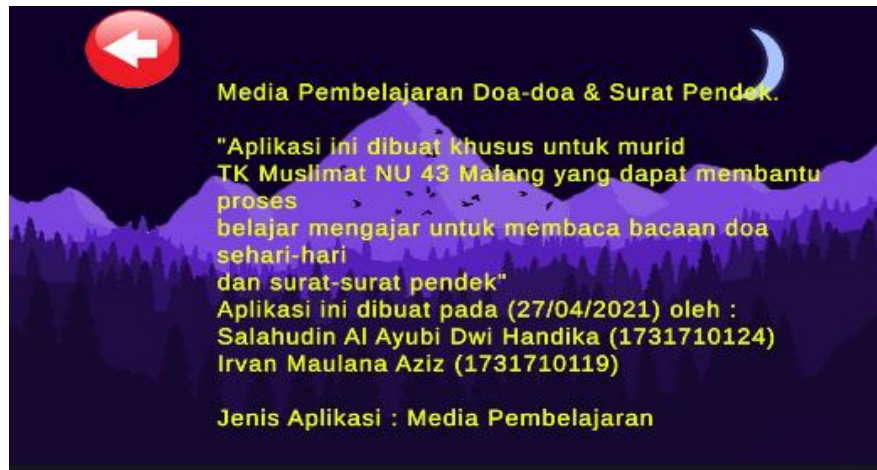 Media Pembelajaran Doa-doa & Surat Pendek.
"Aplikasi ini dibuat khusus untuk murid
TK Muslimat NU 43 Malang yang dapat membantu
proses
belajar mengajar untuk membaca bacaan doa
sehari-hari
dan surat-surat pendek"
Aplikasi ini dibuat pada (27/04/2021) oleh :
Salahudin Al Ayubi Dwi Handika (1731710124)
Irvan Maulana Aziz (1731710119)
Jenis Aplikasi : Media Pembelajaran